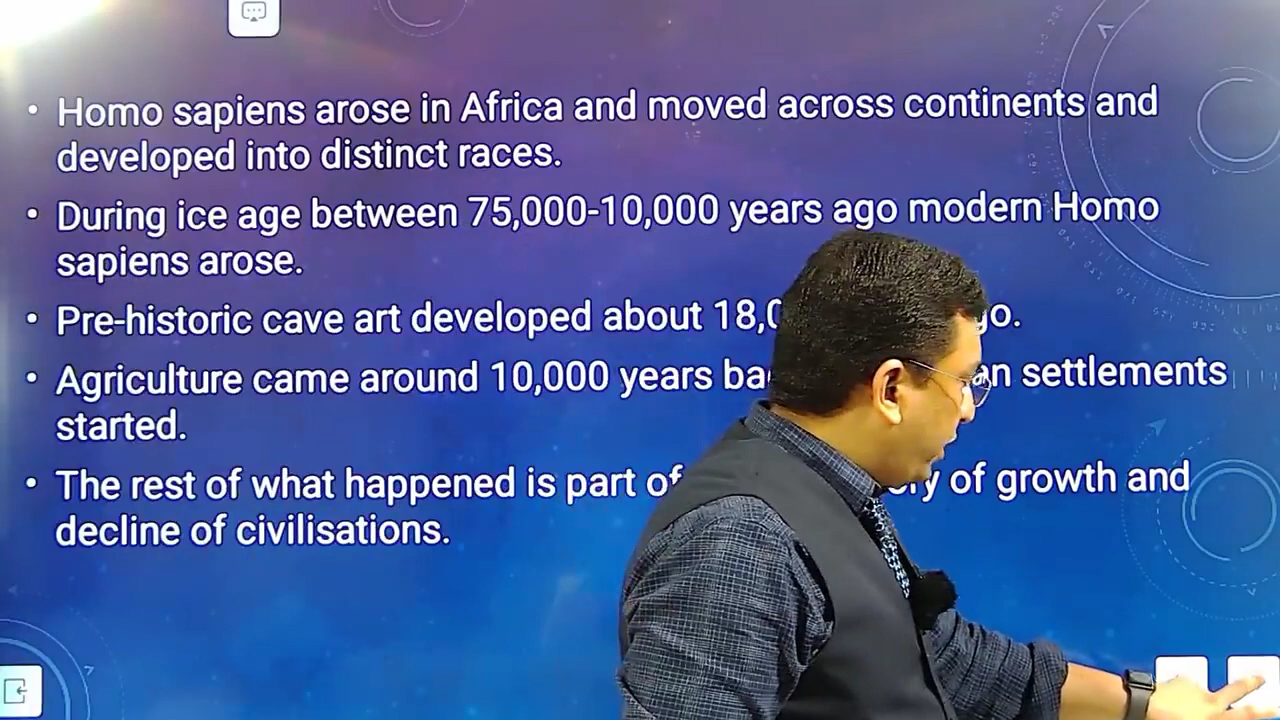 • Homo sapiens arose in Africa and moved across continents and
developed into distinct races.
• During ice age between 75,000-10,000 years ago modern Homo
sapiens arose.
• Pre-historic cave art developed about
• Agriculture came around 10,000 years settlements
started.
• The rest of what happened is part of of growth and
decline of civilisations.